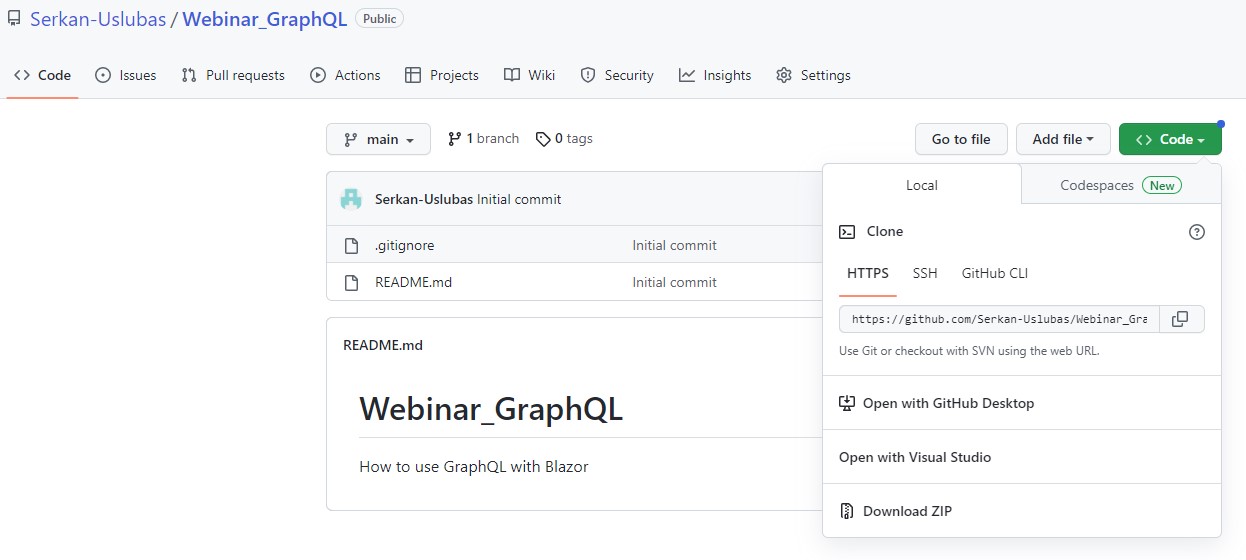 Serkan-Uslubas / Webinar_GraphQL Public
Code Issues Pull requests Actions Projects Wiki Security Insights Settings
main 1 branch 0 tags Go to file Add file Code
Serkan-Uslubas Initial commit
.gitignore Initial commit
README.md Initial commit
README.md
Webinar_GraphQL
How to use GraphQL with Blazor
Local Codespaces New
Clone
HTTPS SSH GitHub CLI
https://github.com/Serkan-Uslubas/Webinar_Gra
Use Git or checkout with SVN using the web URL.
Open with GitHub Desktop
Open with Visual Studio
Download ZIP